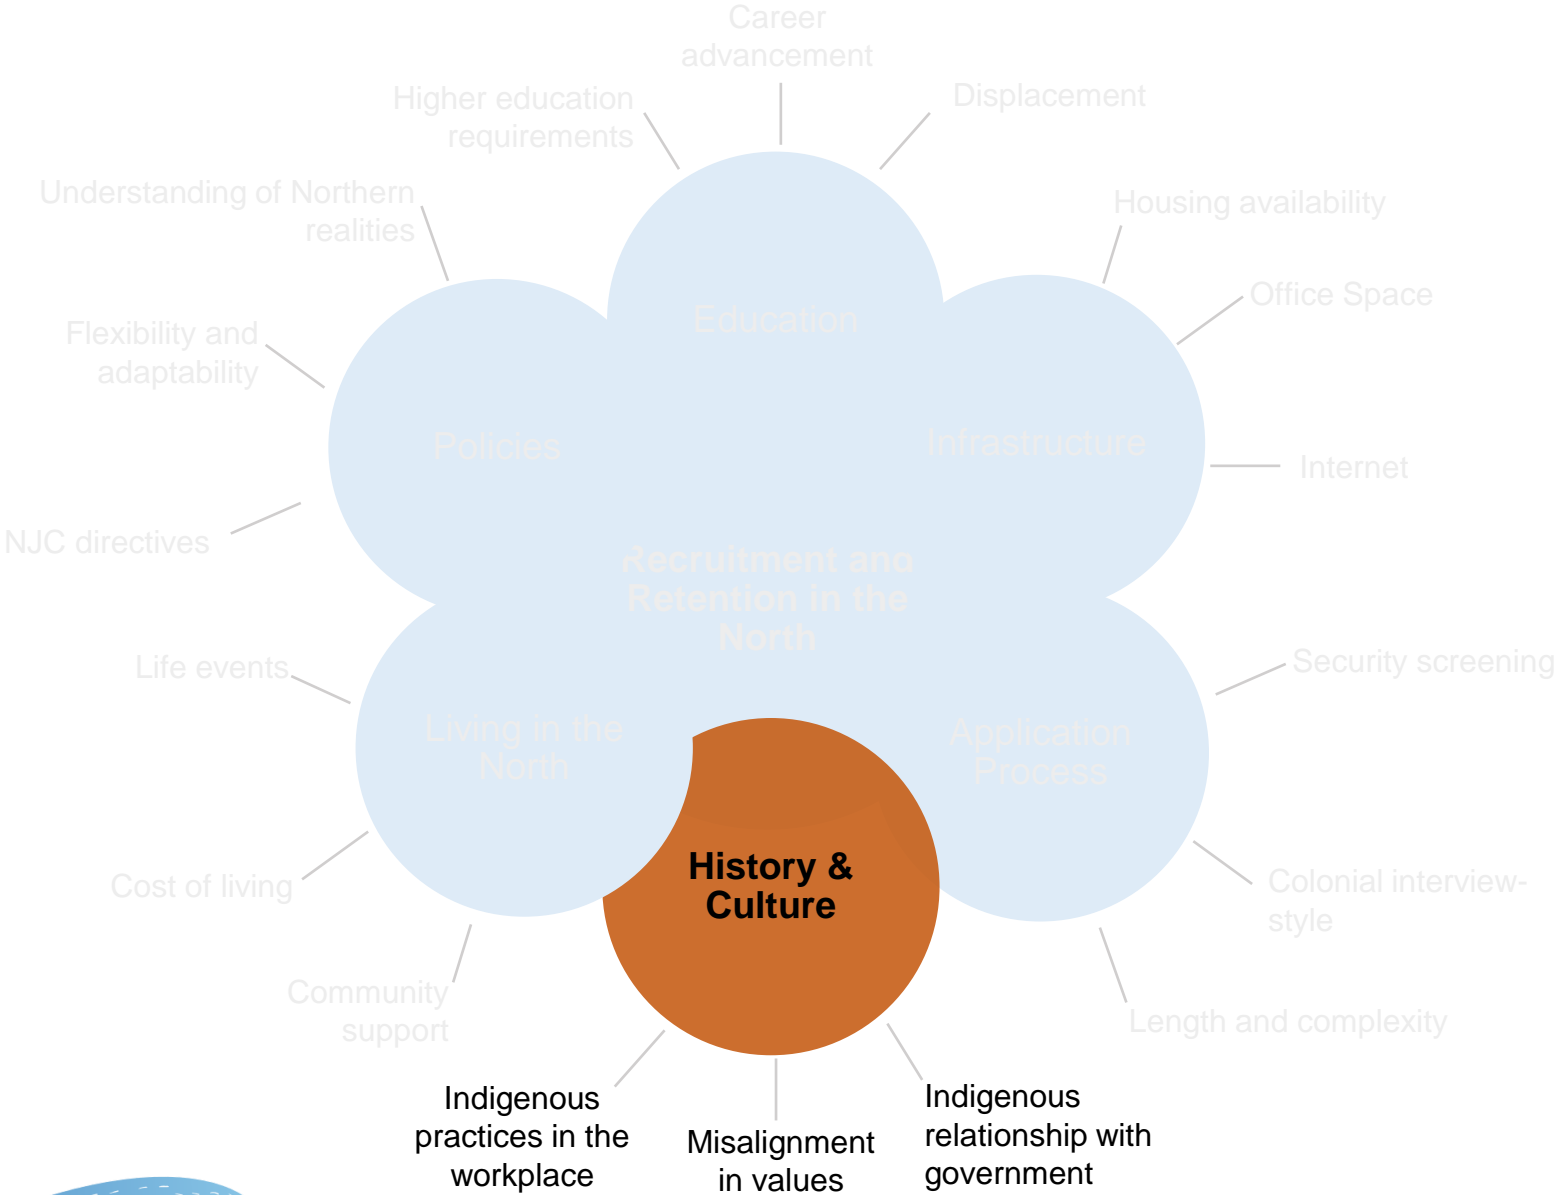 Career
advancement
Higher education
requirements
Displacement
Understanding of Northern
realities
Housing availability
Flexibility and
adaptability
Education
Office Space
Policies
Infrastructure
Internet
NJC directives
Recruitment and
Retention in the
North
Life events
Security screening
Living in the
North
Application
Process
History &
Culture
Cost of living
Colonial interview-
style
Community
support
Length and complexity
Indigenous
practices in the
workplace
Misalignment
in values
Indigenous
relationship with
government